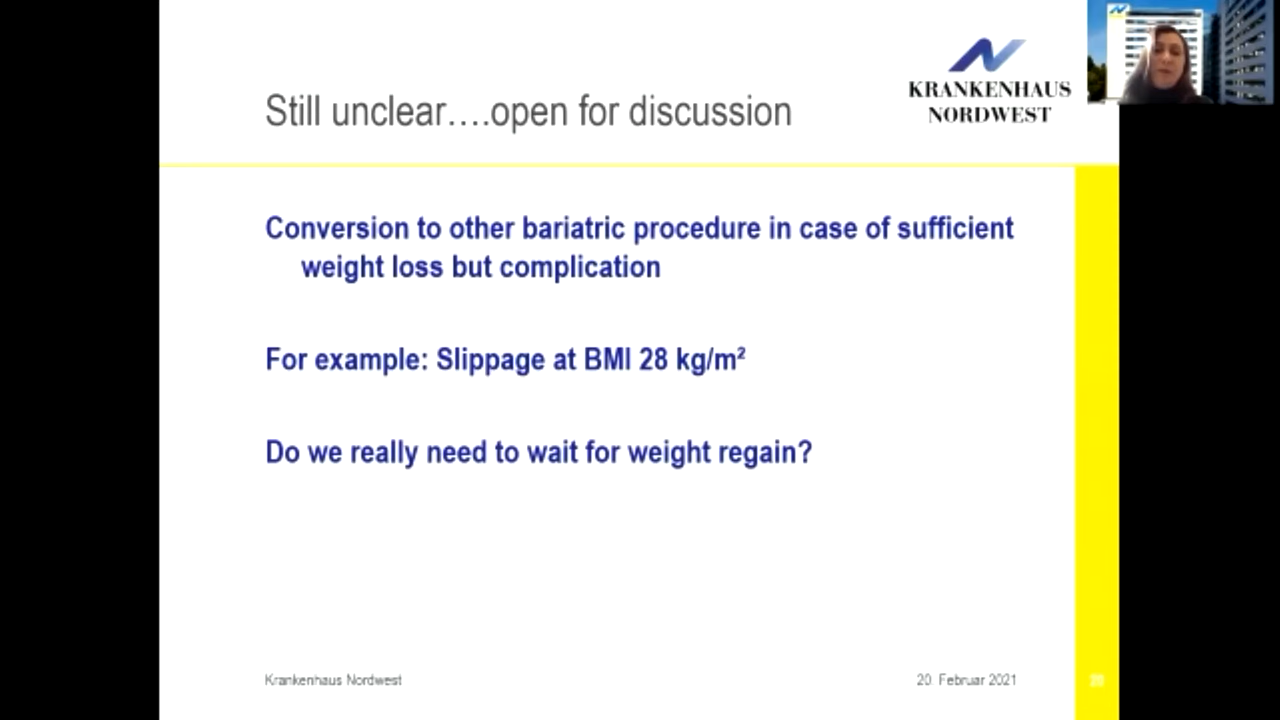 KRANKENHAUS
NORDWEST
Still unclear….open for discussion
Conversion to other bariatric procedure in case of sufficient
weight loss but complication
For example: Slippage at BMI 28 kg/m²
Do we really need to wait for weight regain?
Krankenhaus Nordwest
20. Februar 2021